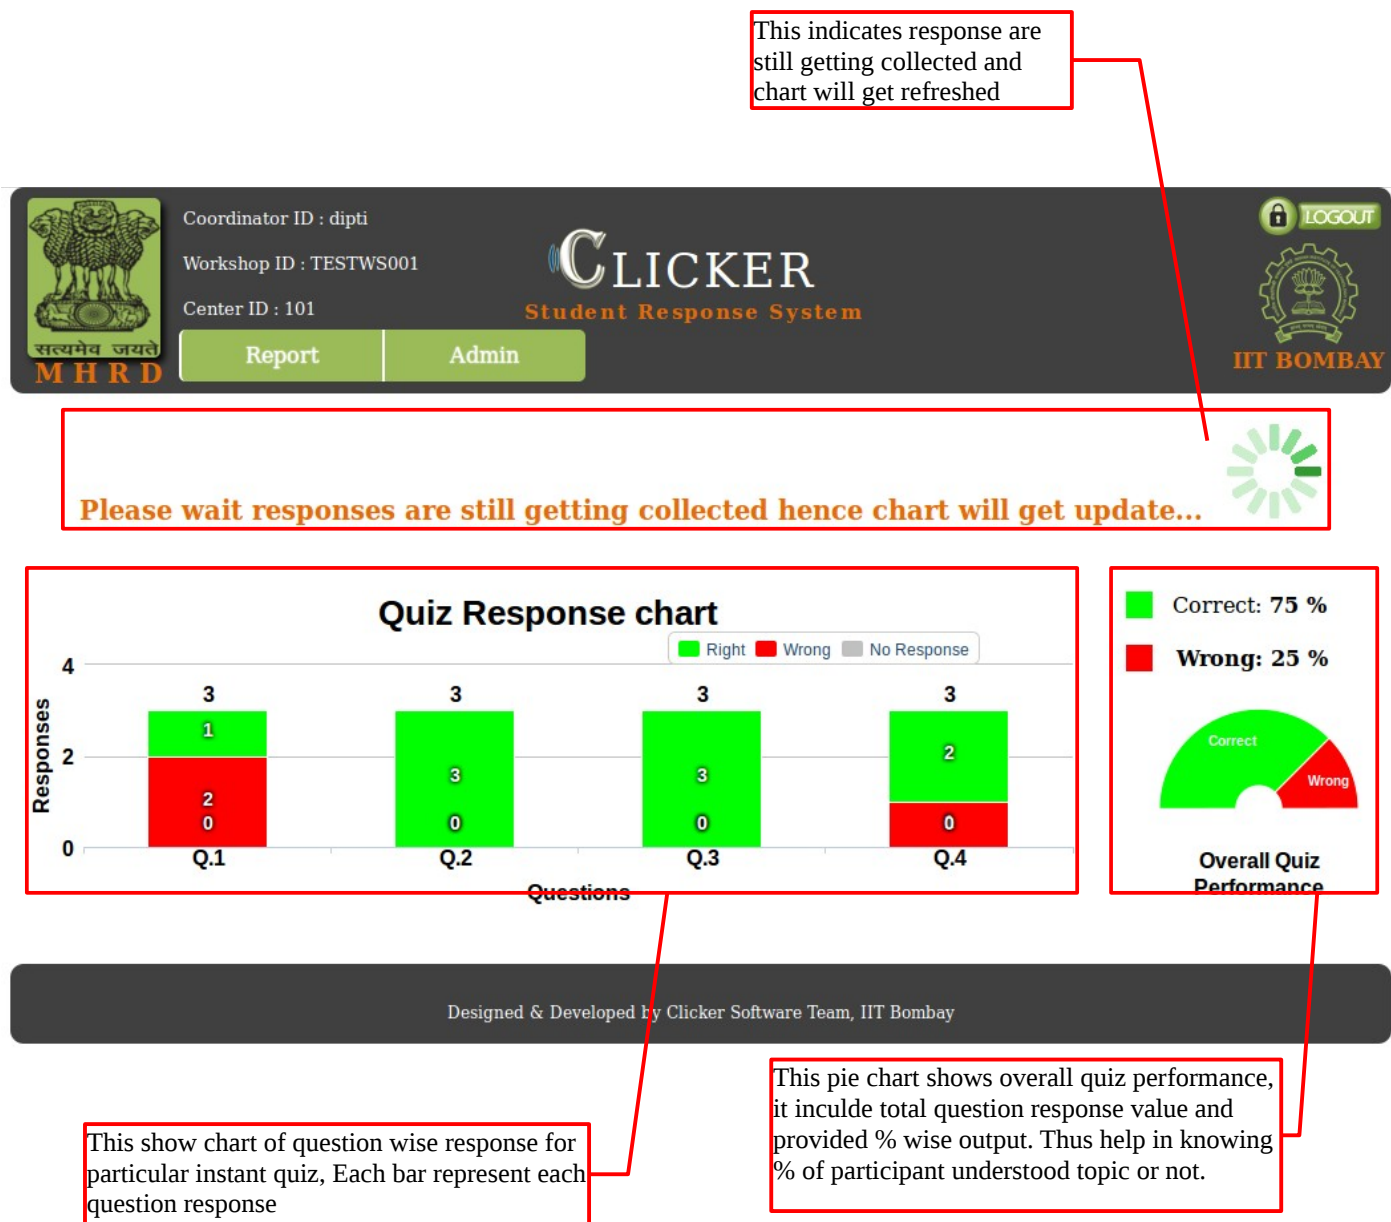 This indicates response are
still getting collected and
chart will get refreshed
Coordinator ID : dipti
Workshop ID : TESTWS001
Center ID : 101
CLICKER
Student Response System
LOGOUT
सत्यमेव जयते
MHRD
Report
Admin
IIT BOMBAY
Please wait responses are still getting collected hence chart will get update...
Quiz Response chart
Right
Wrong
No Response
Responses
4
2
0
3
1
2
0
3
3
0
3
3
0
3
2
0
Q.1
Q.2
Q.3
Q.4
Questions
Correct: 75 %
Wrong: 25 %
Correct
Wrong
Overall Quiz
Performance
Designed & Developed by Clicker Software Team, IIT Bombay
This show chart of question wise response for
particular instant quiz, Each bar represent each
question response
This pie chart shows overall quiz performance,
it inculde total question response value and
provided % wise output. Thus help in knowing
% of participant understood topic or not.